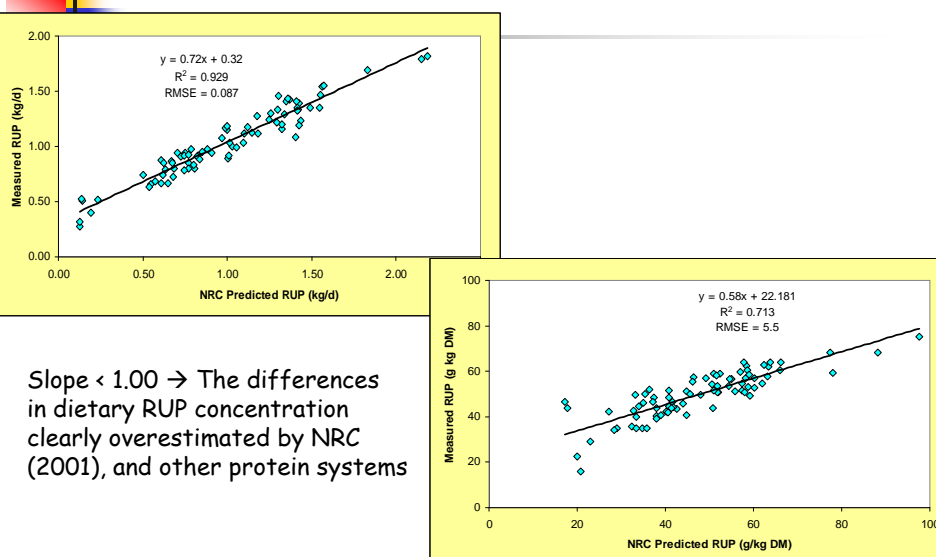 2.00
y = 0.72x + 0.32
R² = 0.929
RMSE = 0.087
1.50
1.00
0.50
0.00
Measured RUP (kg/d)
0.00 0.50 1.00 1.50 2.00
NRC Predicted RUP (kg/d)
100
y = 0.58x + 22.181
R² = 0.713
RMSE = 5.5
80
60
40
20
0
Measured RUP (g kg DM)
0 20 40 60 80 100
NRC Predicted RUP (g/kg DM)
Slope < 1.00 → The differences
in dietary RUP concentration
clearly overestimated by NRC
(2001), and other protein systems